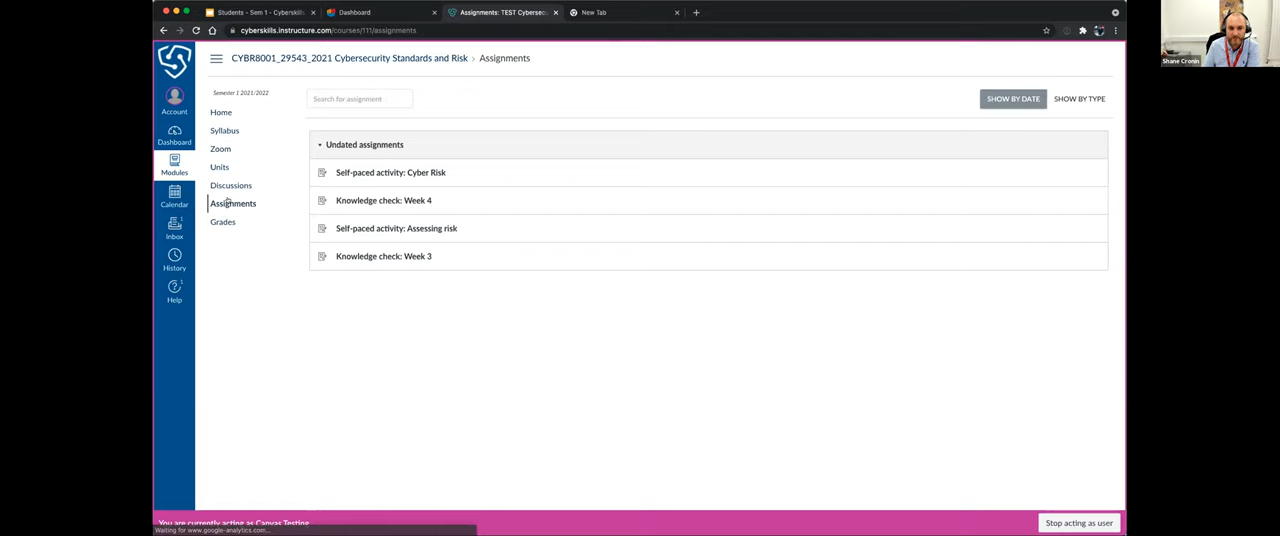 Students - Sem 1 - Cyberskills
Dashboard
Assignments: TEST Cybersec
New Tab
cyberskills.instructure.com/courses/111/assignments
Shane Cronin
CYBR8001_29543_2021 Cybersecurity Standards and Risk › Assignments
Account
Dashboard
Modules
Calendar
1
Inbox
History
1
Help
Semester 1 2021/2022
Home
Syllabus
Zoom
Units
Discussions
Assignments
Grades
Search for assignment
SHOW BY DATE
SHOW BY TYPE
Undated assignments
Self-paced activity: Cyber Risk
Knowledge check: Week 4
Self-paced activity: Assessing risk
Knowledge check: Week 3
You are currently acting as Canvas Testing
Waiting for www.google-analytics.com...
Stop acting as user